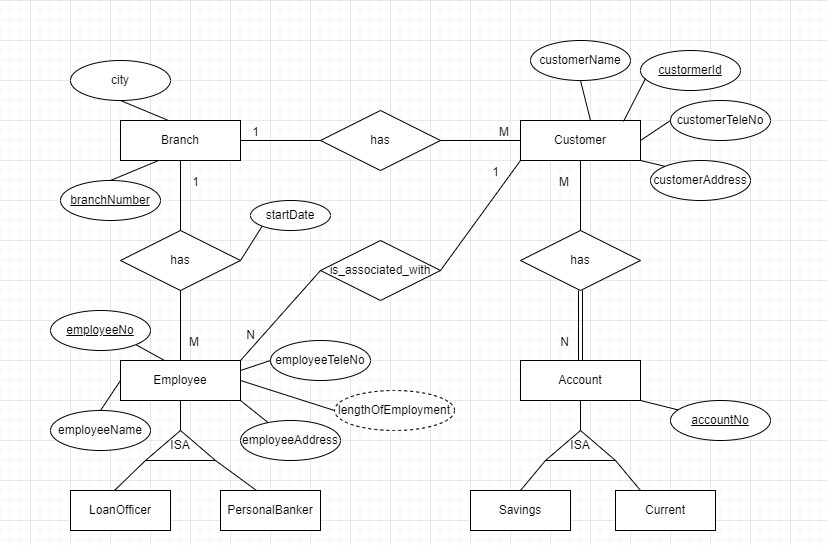 customerName
city
custormerId
customerTeleNo
Branch
1
has
M
Customer
1
M
customerAddress
1
branchNumber
startDate
has
is_associated_with
has
employeeNo
M
N
N
employeeTeleNo
Employee
Account
lengthOfEmployment
accountNo
employeeName
employeeAddress
ISA
ISA
LoanOfficer
PersonalBanker
Savings
Current